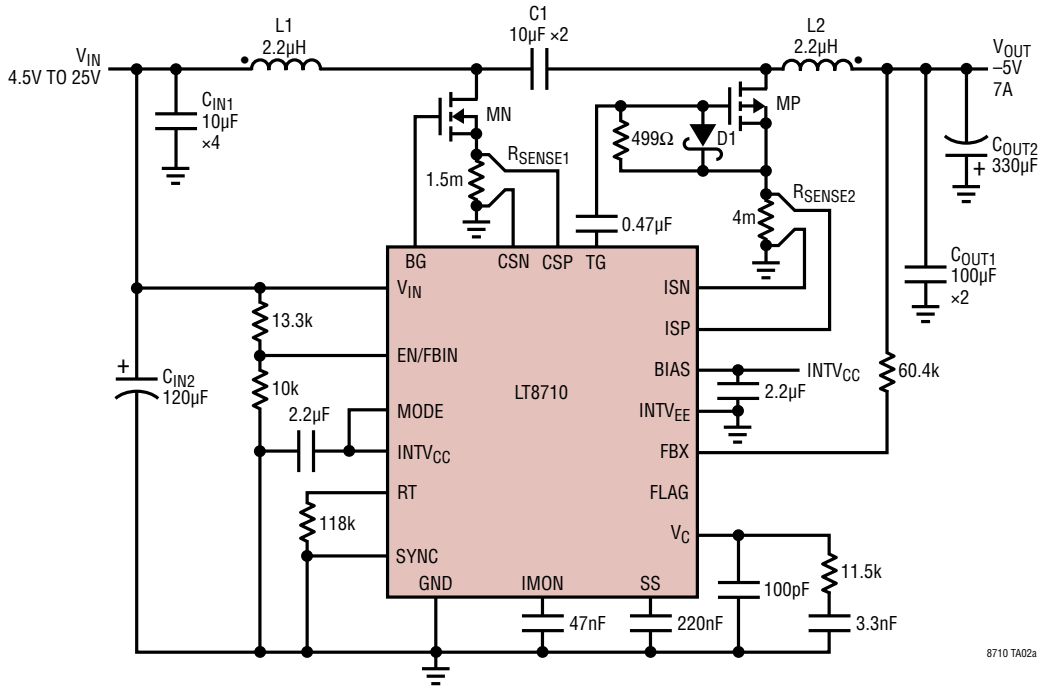 L1
2.2µH
C1
10µF ×2
L2
2.2µH
VIN
4.5V TO 25V
VOUT
–5V
7A
CIN1
10µF
×4
MN
MP
499Ω
D1
RSENSE1
1.5m
RSENSE2
4m
0.47µF
COUT2
+ 330µF
COUT1
100µF
×2
BG
CSN
CSP
TG
VIN
ISN
13.3k
ISP
EN/FBIN
BIAS
INTVCC
60.4k
+
CIN2
120µF
10k
LT8710
2.2µF
MODE
INTVEE
2.2µF
INTVCC
FBX
RT
FLAG
118k
VC
SYNC
11.5k
GND
IMON
SS
100pF
47nF
220nF
3.3nF
8710 TA02a